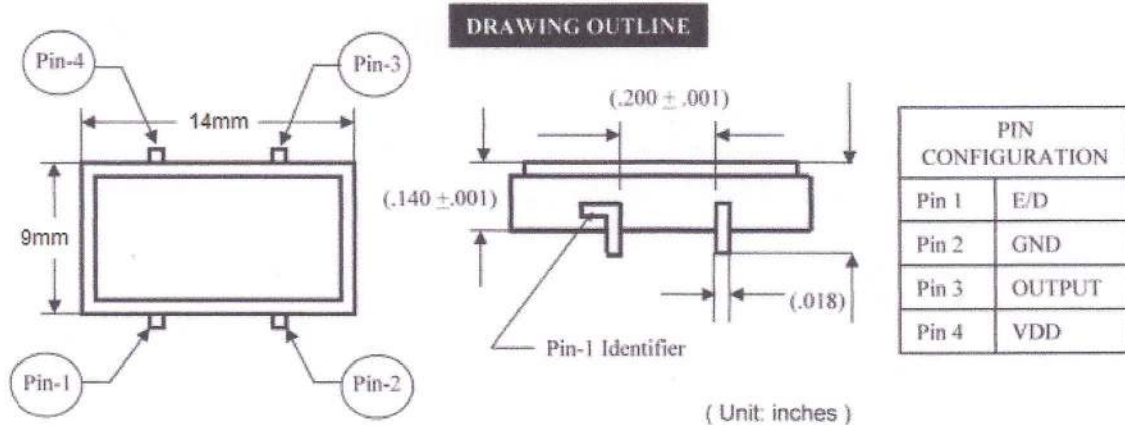 DRAWING OUTLINE
Pin-4
Pin-3
14mm
9mm
Pin-1
Pin-2
(.200 ± .001)
(.140 ±.001)
(.018)
Pin-1 Identifier
( Unit: inches )
PIN
CONFIGURATION
Pin 1 E/D
Pin 2 GND
Pin 3 OUTPUT
Pin 4 VDD